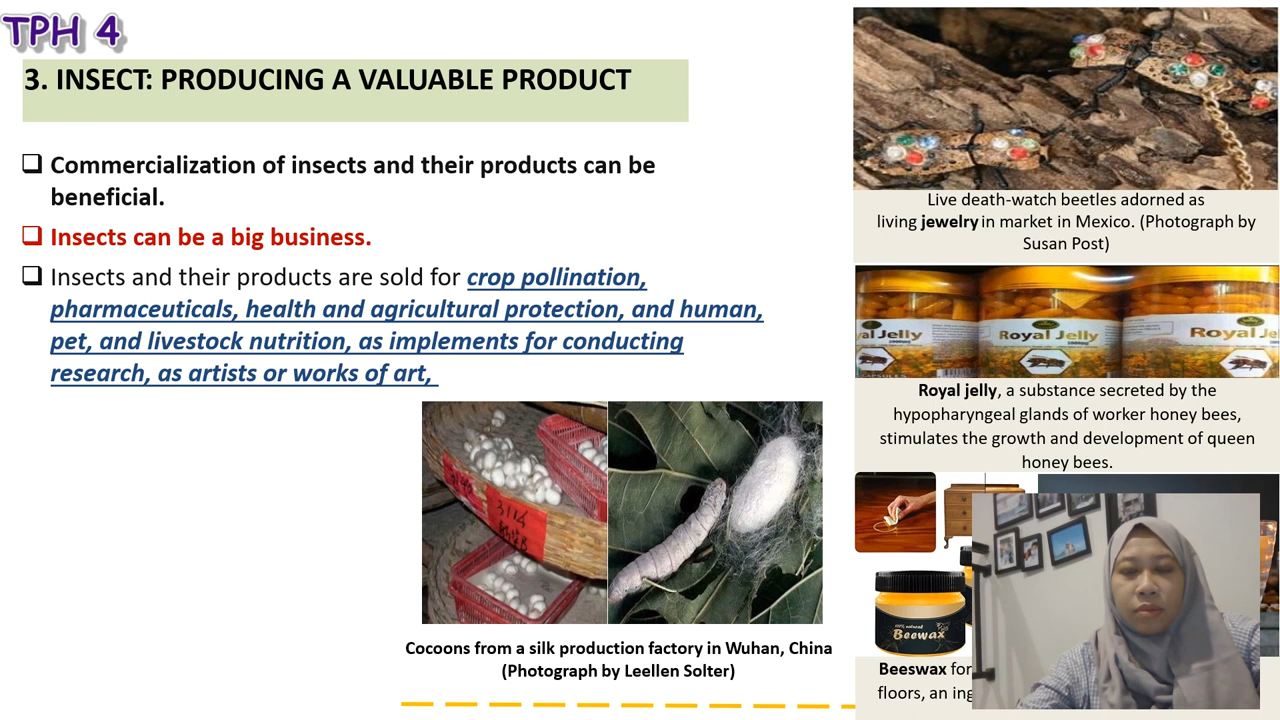 TPH 4
3. INSECT: PRODUCING A VALUABLE PRODUCT
Commercialization of insects and their products can be
beneficial.
Insects can be a big business.
Insects and their products are sold for crop pollination,
pharmaceuticals, health and agricultural protection, and human,
pet, and livestock nutrition, as implements for conducting
research, as artists or works of art,
Cocoons from a silk production factory in Wuhan, China
(Photograph by Leellen Solter)
Live death-watch beetles adorned as
living jewelry in market in Mexico. (Photograph by
Susan Post)
Royal Jelly
Royal Jelly
Royal jelly, a substance secreted by the
hypopharyngeal glands of worker honey bees,
stimulates the growth and development of queen
honey bees.
Beewax
Beeswax for
floors, an